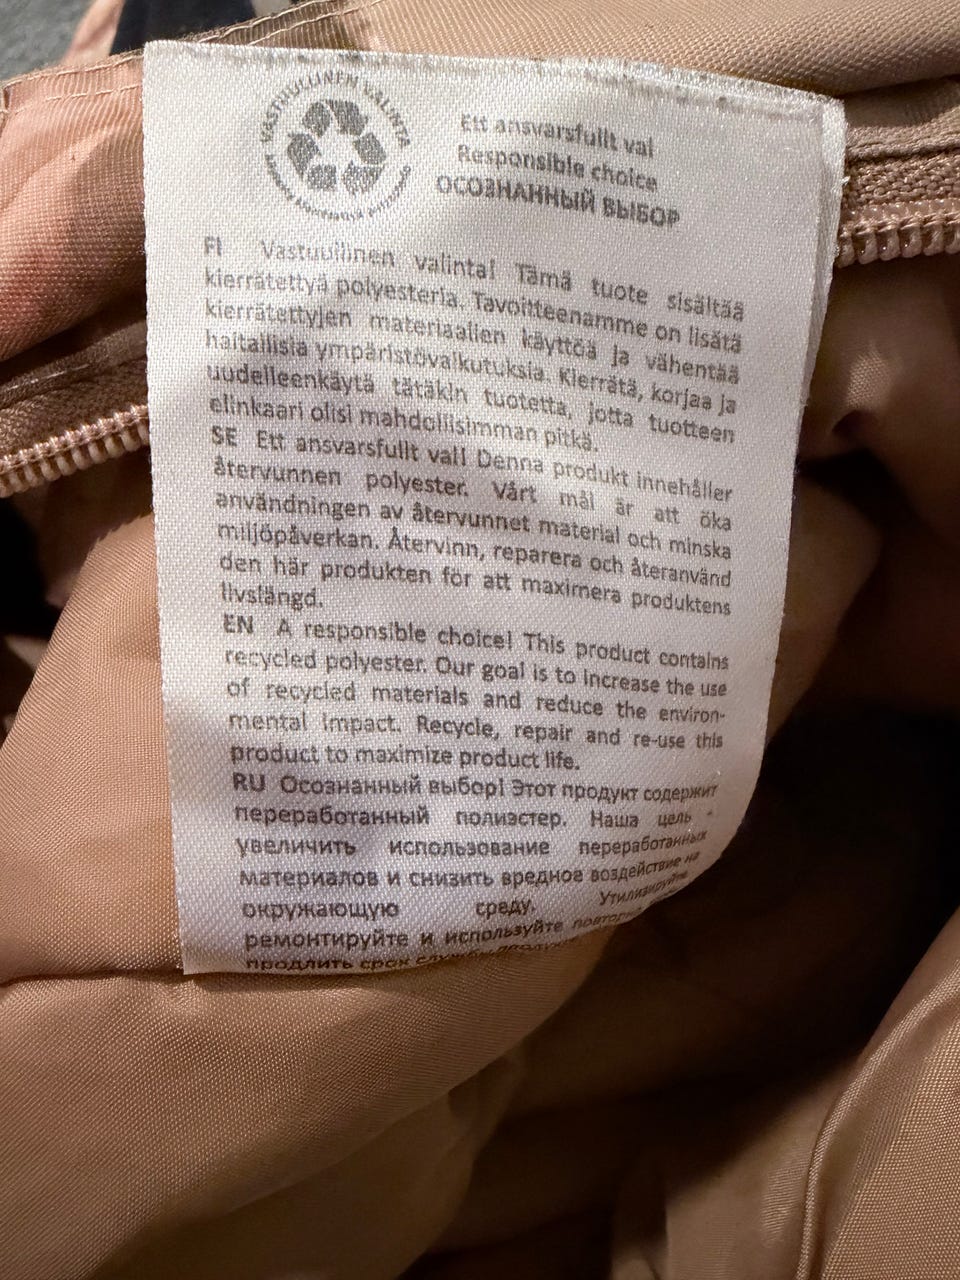 VASTUULLINEN VALINTA
Ett ansvarsfullt val
Responsible choice
ОСОЗНАННЫЙ ВЫБОР
FI Vastuullinen valinta! Tämä tuote sisältää
kierrätettyä polyesteria. Tavoitteenamme on lisätä
kierrätettyjen materiaalien käyttöä ja vähentää
haitallisia ympäristövaikutuksia. Kierrätä, korjaa ja
uudelleenkäytä tätäkin tuotetta, jotta tuotteen
elinkaari olisi mahdollisimman pitkä.
SE Ett ansvarsfullt val! Denna produkt innehåller
återvunnen polyester. Vårt mål är att öka
användningen av återvunnet material och minska
miljöpåverkan. Återvinn, reparera och återanvänd
den här produkten för att maximera produktens
livslängd.
EN A responsible choice! This product contains
recycled polyester. Our goal is to increase the use
of recycled materials and reduce the environ-
mental impact. Recycle, repair and re-use this
product to maximize product life.
RU Осознанный выбор! Этот продукт содержит
переработанный полиэстер. Наша цель -
увеличить использование переработанных
материалов и снизить вредное воздействие на
окружающую среду. Утилизируйте,
ремонтируйте и используйте повторно
продлить срок службы